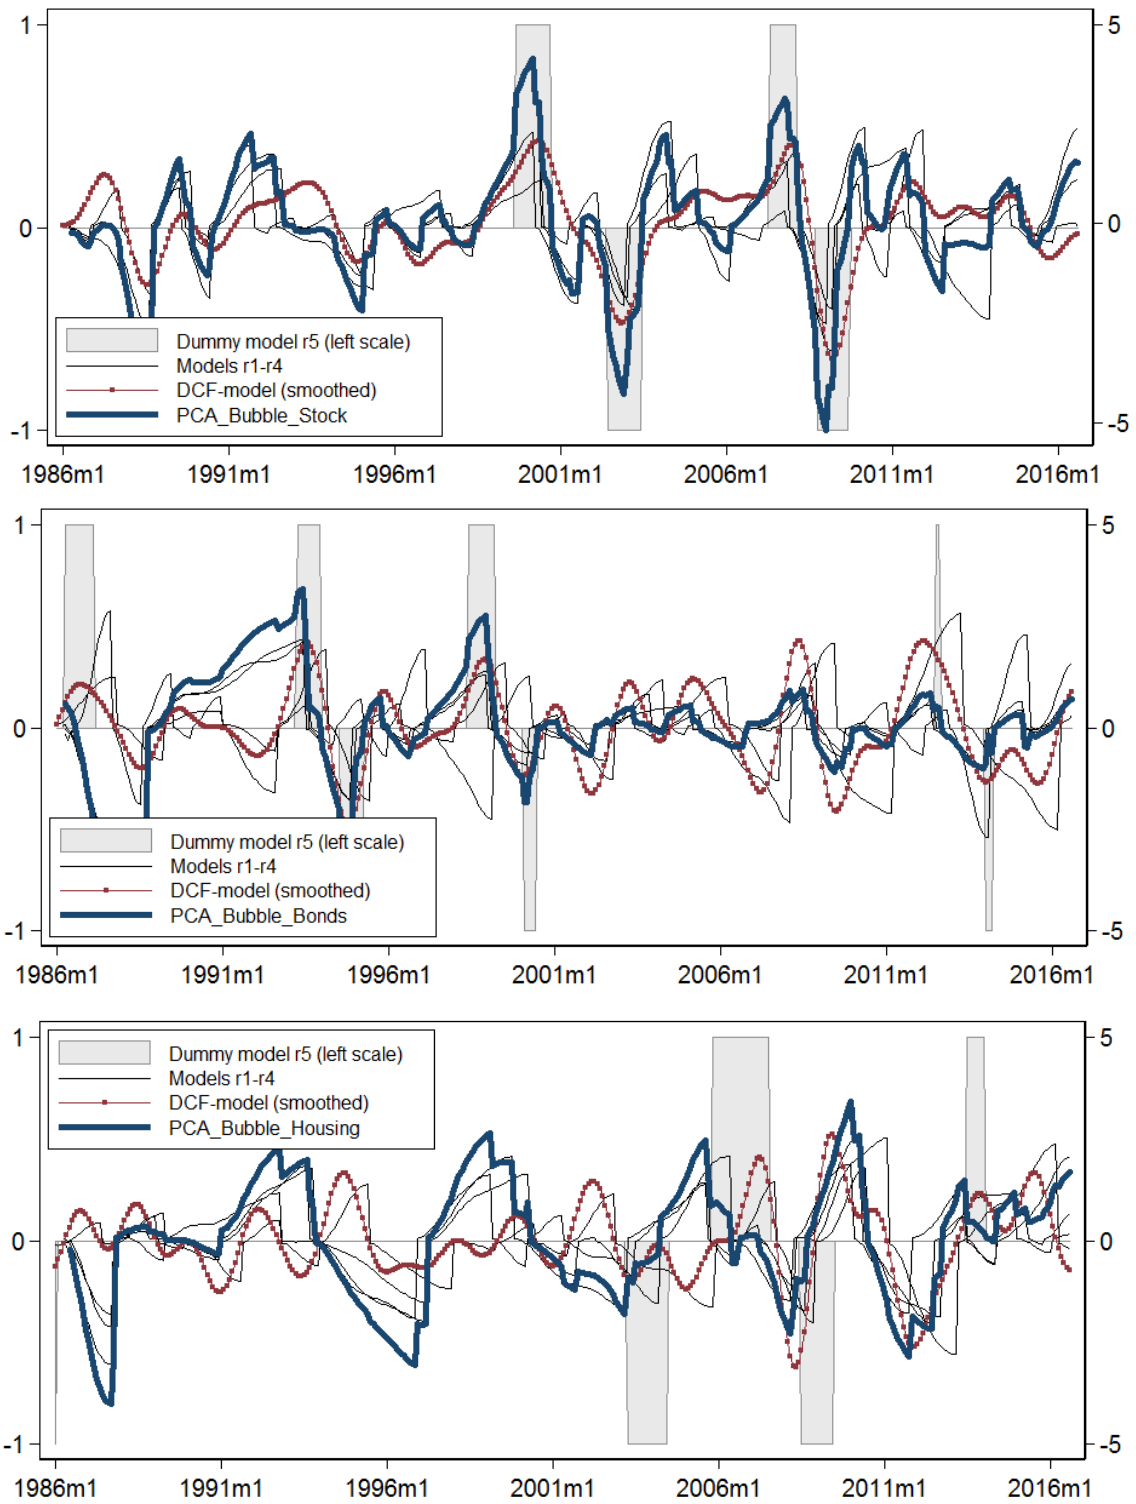 1
5
0
0
Dummy model r5 (left scale)
Models r1-r4
DCF-model (smoothed)
PCA_Bubble_Stock
-1
-5
1986m1 1991m1 1996m1 2001m1 2006m1 2011m1 2016m1
1
5
0
0
Dummy model r5 (left scale)
Models r1-r4
DCF-model (smoothed)
PCA_Bubble_Bonds
-1
-5
1986m1 1991m1 1996m1 2001m1 2006m1 2011m1 2016m1
1
5
Dummy model r5 (left scale)
Models r1-r4
DCF-model (smoothed)
PCA_Bubble_Housing
0
0
-1
-5
1986m1 1991m1 1996m1 2001m1 2006m1 2011m1 2016m1